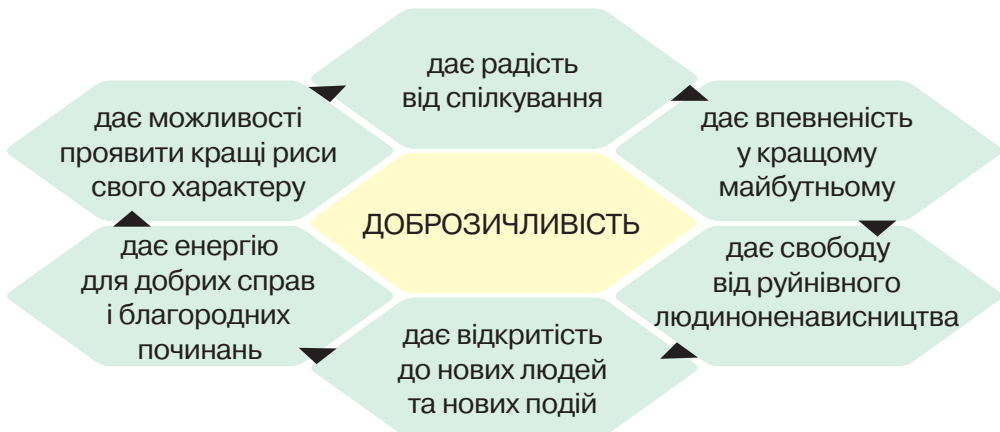 дає радість
від спілкування
дає впевненість
у кращому
майбутньому
дає свободу
від руйнівного
людиноненависництва
дає відкритість
до нових людей
та нових подій
дає енергію
для добрих справ
і благородних
починань
дає можливості
проявити кращі риси
свого характеру
ДОБРОЗИЧЛИВІСТЬ